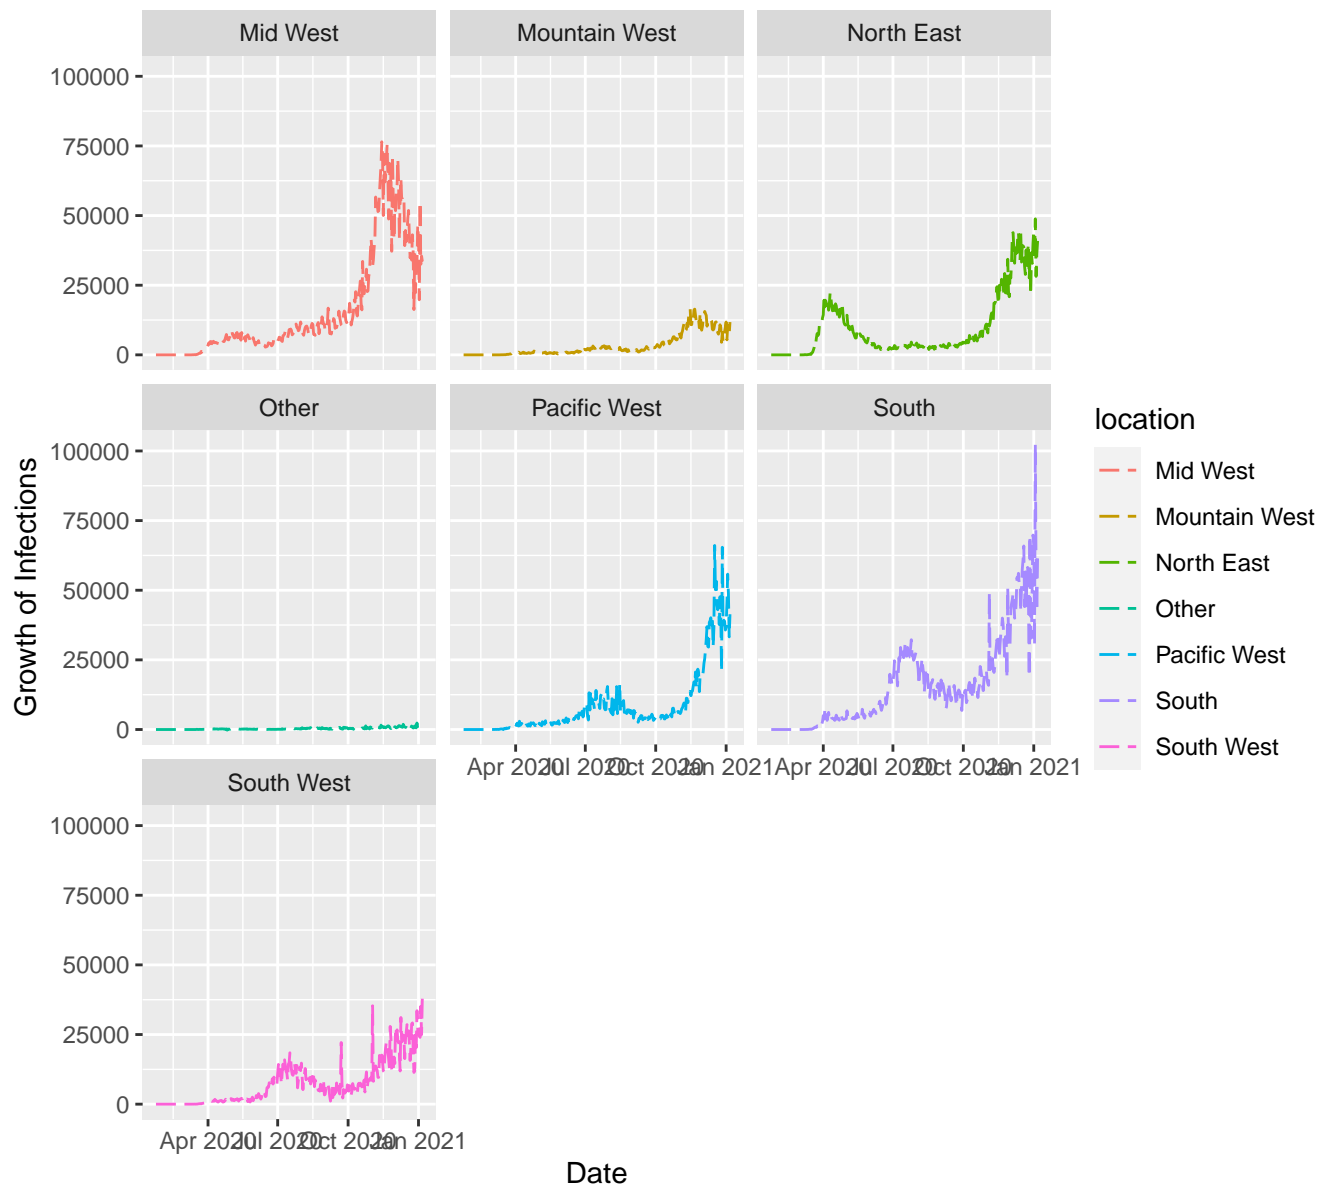 Mid West
Mountain West
North East
100000
75000
50000
25000
0
Other
Pacific West
South
100000
75000
50000
25000
0
Apr 2020 Jul 2020 Oct 2020 Jan 2021
Apr 2020 Jul 2020 Oct 2020 Jan 2021
South West
100000
75000
50000
25000
0
Apr 2020 Jul 2020 Oct 2020 Jan 2021
Growth of Infections
Date
location
Mid West
Mountain West
North East
Other
Pacific West
South
South West